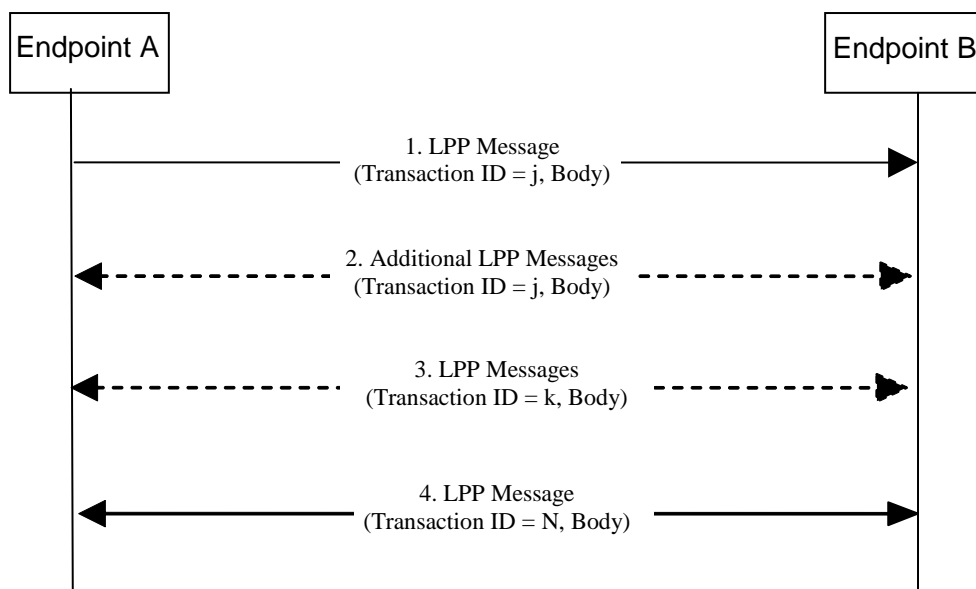 Endpoint A
Endpoint B
1. LPP Message
(Transaction ID = j, Body)
2. Additional LPP Messages
(Transaction ID = j, Body)
3. LPP Messages
(Transaction ID = k, Body)
4. LPP Message
(Transaction ID = N, Body)